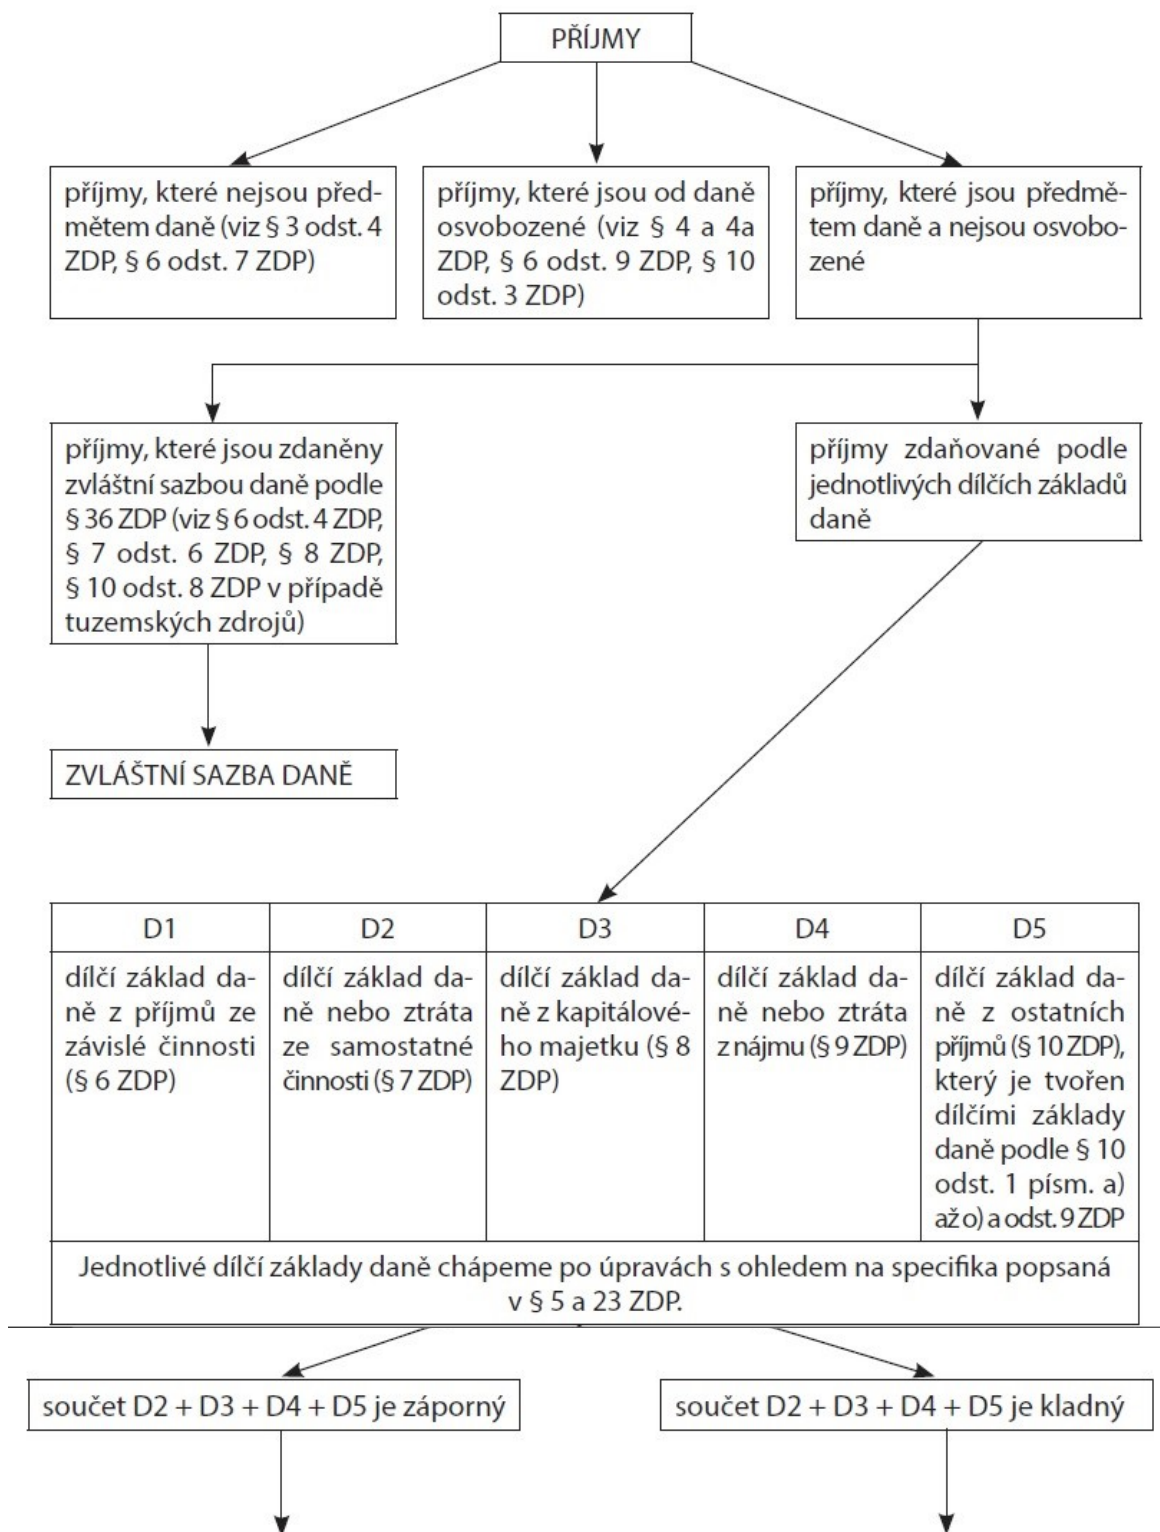 PŘÍJMY
příjmy, které nejsou před-
mětem daně (viz § 3 odst. 4
ZDP, § 6 odst. 7 ZDP)
příjmy, které jsou od daně
osvobozené (viz § 4 a 4a
ZDP, § 6 odst. 9 ZDP, § 10
odst. 3 ZDP)
příjmy, které jsou předmě-
tem daně a nejsou osvobo-
zené
příjmy, které jsou zdaněny
zvláštní sazbou daně podle
§ 36 ZDP (viz § 6 odst. 4 ZDP,
§ 7 odst. 6 ZDP, § 8 ZDP,
§ 10 odst. 8 ZDP v případě
tuzemských zdrojů)
příjmy zdaňované podle
jednotlivých dílčích základů
daně
ZVLÁŠTNÍ SAZBA DANĚ
D1
dílčí základ da-
ně z příjmů ze
závislé činnosti
(§ 6 ZDP)
D2
dílčí základ da-
ně nebo ztráta
ze samostatné
činnosti (§ 7 ZDP)
D3
dílčí základ da-
ně z kapitálové-
ho majetku (§ 8
ZDP)
D4
dílčí základ da-
ně nebo ztráta
z nájmu (§ 9 ZDP)
D5
dílčí základ da-
ně z ostatních
příjmů (§ 10 ZDP),
který je tvořen
dílčími základy
daně podle § 10
odst. 1 písm. a)
až o) a odst. 9 ZDP
Jednotlivé dílčí základy daně chápeme po úpravách s ohledem na specifika popsaná
v § 5 a 23 ZDP.
součet D2 + D3 + D4 + D5 je záporný
součet D2 + D3 + D4 + D5 je kladný